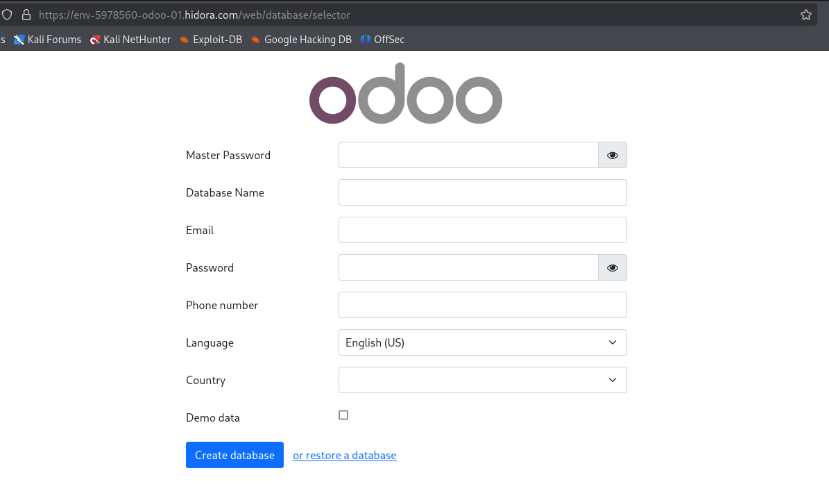 https://env-5978560-odoo-01.hidora.com/web/database/selector
s Kali Forums Kali NetHunter Exploit-DB Google Hacking DB OffSec
odoo
Master Password
Database Name
Email
Password
Phone number
Language English (US)
Country
Demo data
Create database or restore a database